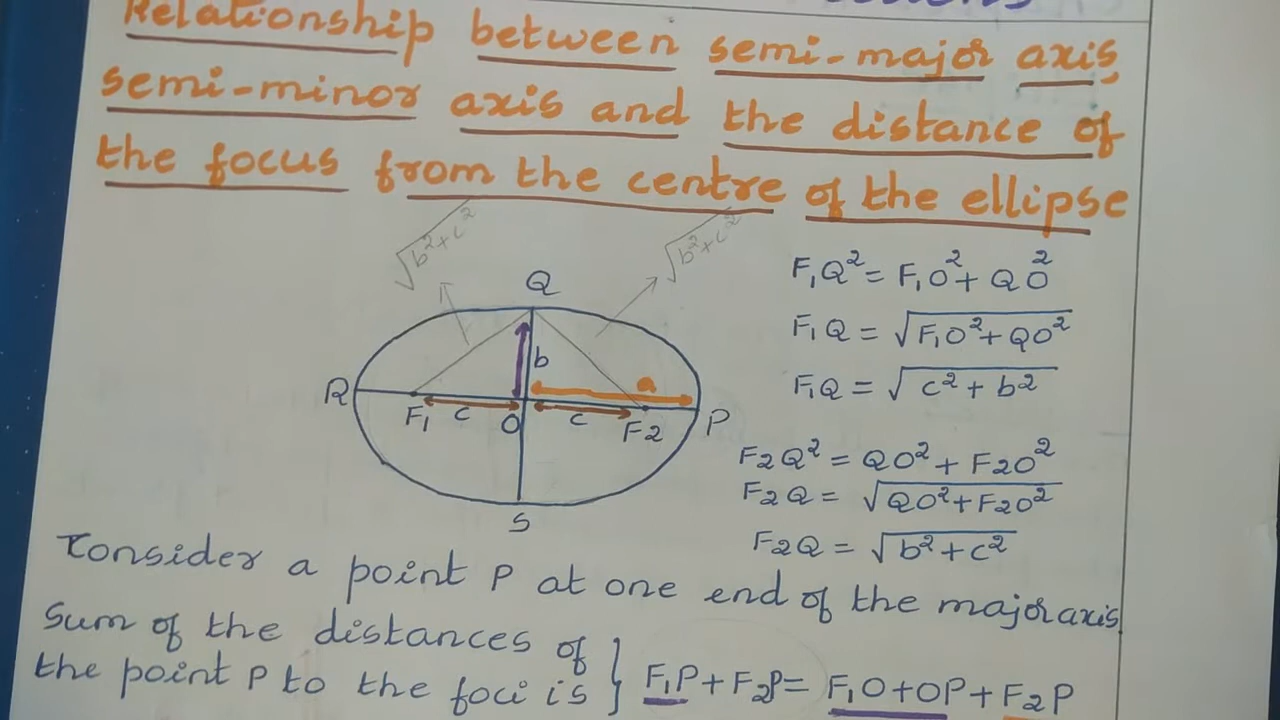 Relationship between semi-major axis
semi-minor axis and the distance of
the focus from the centre of the ellipse
√b²+c²
√b²+c²
Q
b
a
R
F₁
c
O
c
F2
P
S
F₁Q² = F₁O² + QO²
F₁Q = √F₁O²+QO²
F₁Q = √c² + b²
F2Q² = QO² + F2O²
F2Q = √QO²+F2O²
F2Q = √b²+c²
Consider a point P at one end of the major axis
Sum of the distances of
the point P to the foci is } F₁P + F₂P = F₁O+OP+F2P